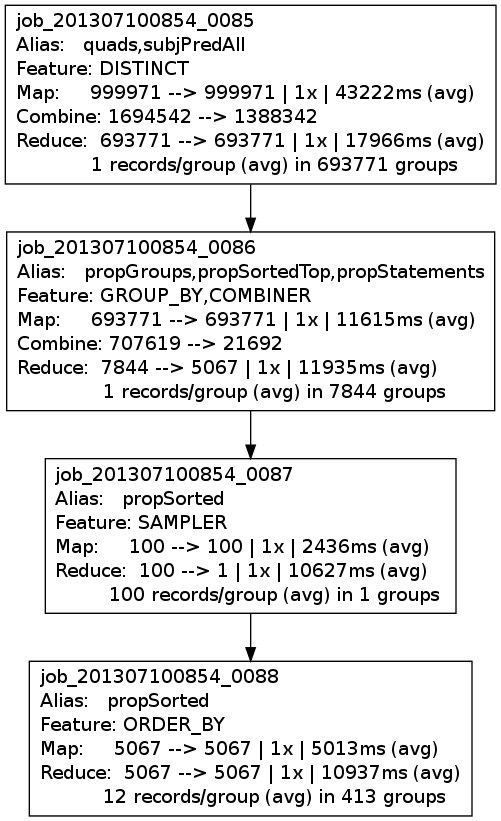 job_201307100854_0085
Alias: quads,subjPredAll
Feature: DISTINCT
Map: 999971 --> 999971 | 1x | 43222ms (avg)
Combine: 1694542 --> 1388342
Reduce: 693771 --> 693771 | 1x | 17966ms (avg)
1 records/group (avg) in 693771 groups
job_201307100854_0086
Alias: propGroups,propSortedTop,propStatements
Feature: GROUP_BY,COMBINER
Map: 693771 --> 693771 | 1x | 11615ms (avg)
Combine: 707619 --> 21692
Reduce: 7844 --> 5067 | 1x | 11935ms (avg)
1 records/group (avg) in 7844 groups
job_201307100854_0087
Alias: propSorted
Feature: SAMPLER
Map: 100 --> 100 | 1x | 2436ms (avg)
Reduce: 100 --> 1 | 1x | 10627ms (avg)
100 records/group (avg) in 1 groups
job_201307100854_0088
Alias: propSorted
Feature: ORDER_BY
Map: 5067 --> 5067 | 1x | 5013ms (avg)
Reduce: 5067 --> 5067 | 1x | 10937ms (avg)
12 records/group (avg) in 413 groups